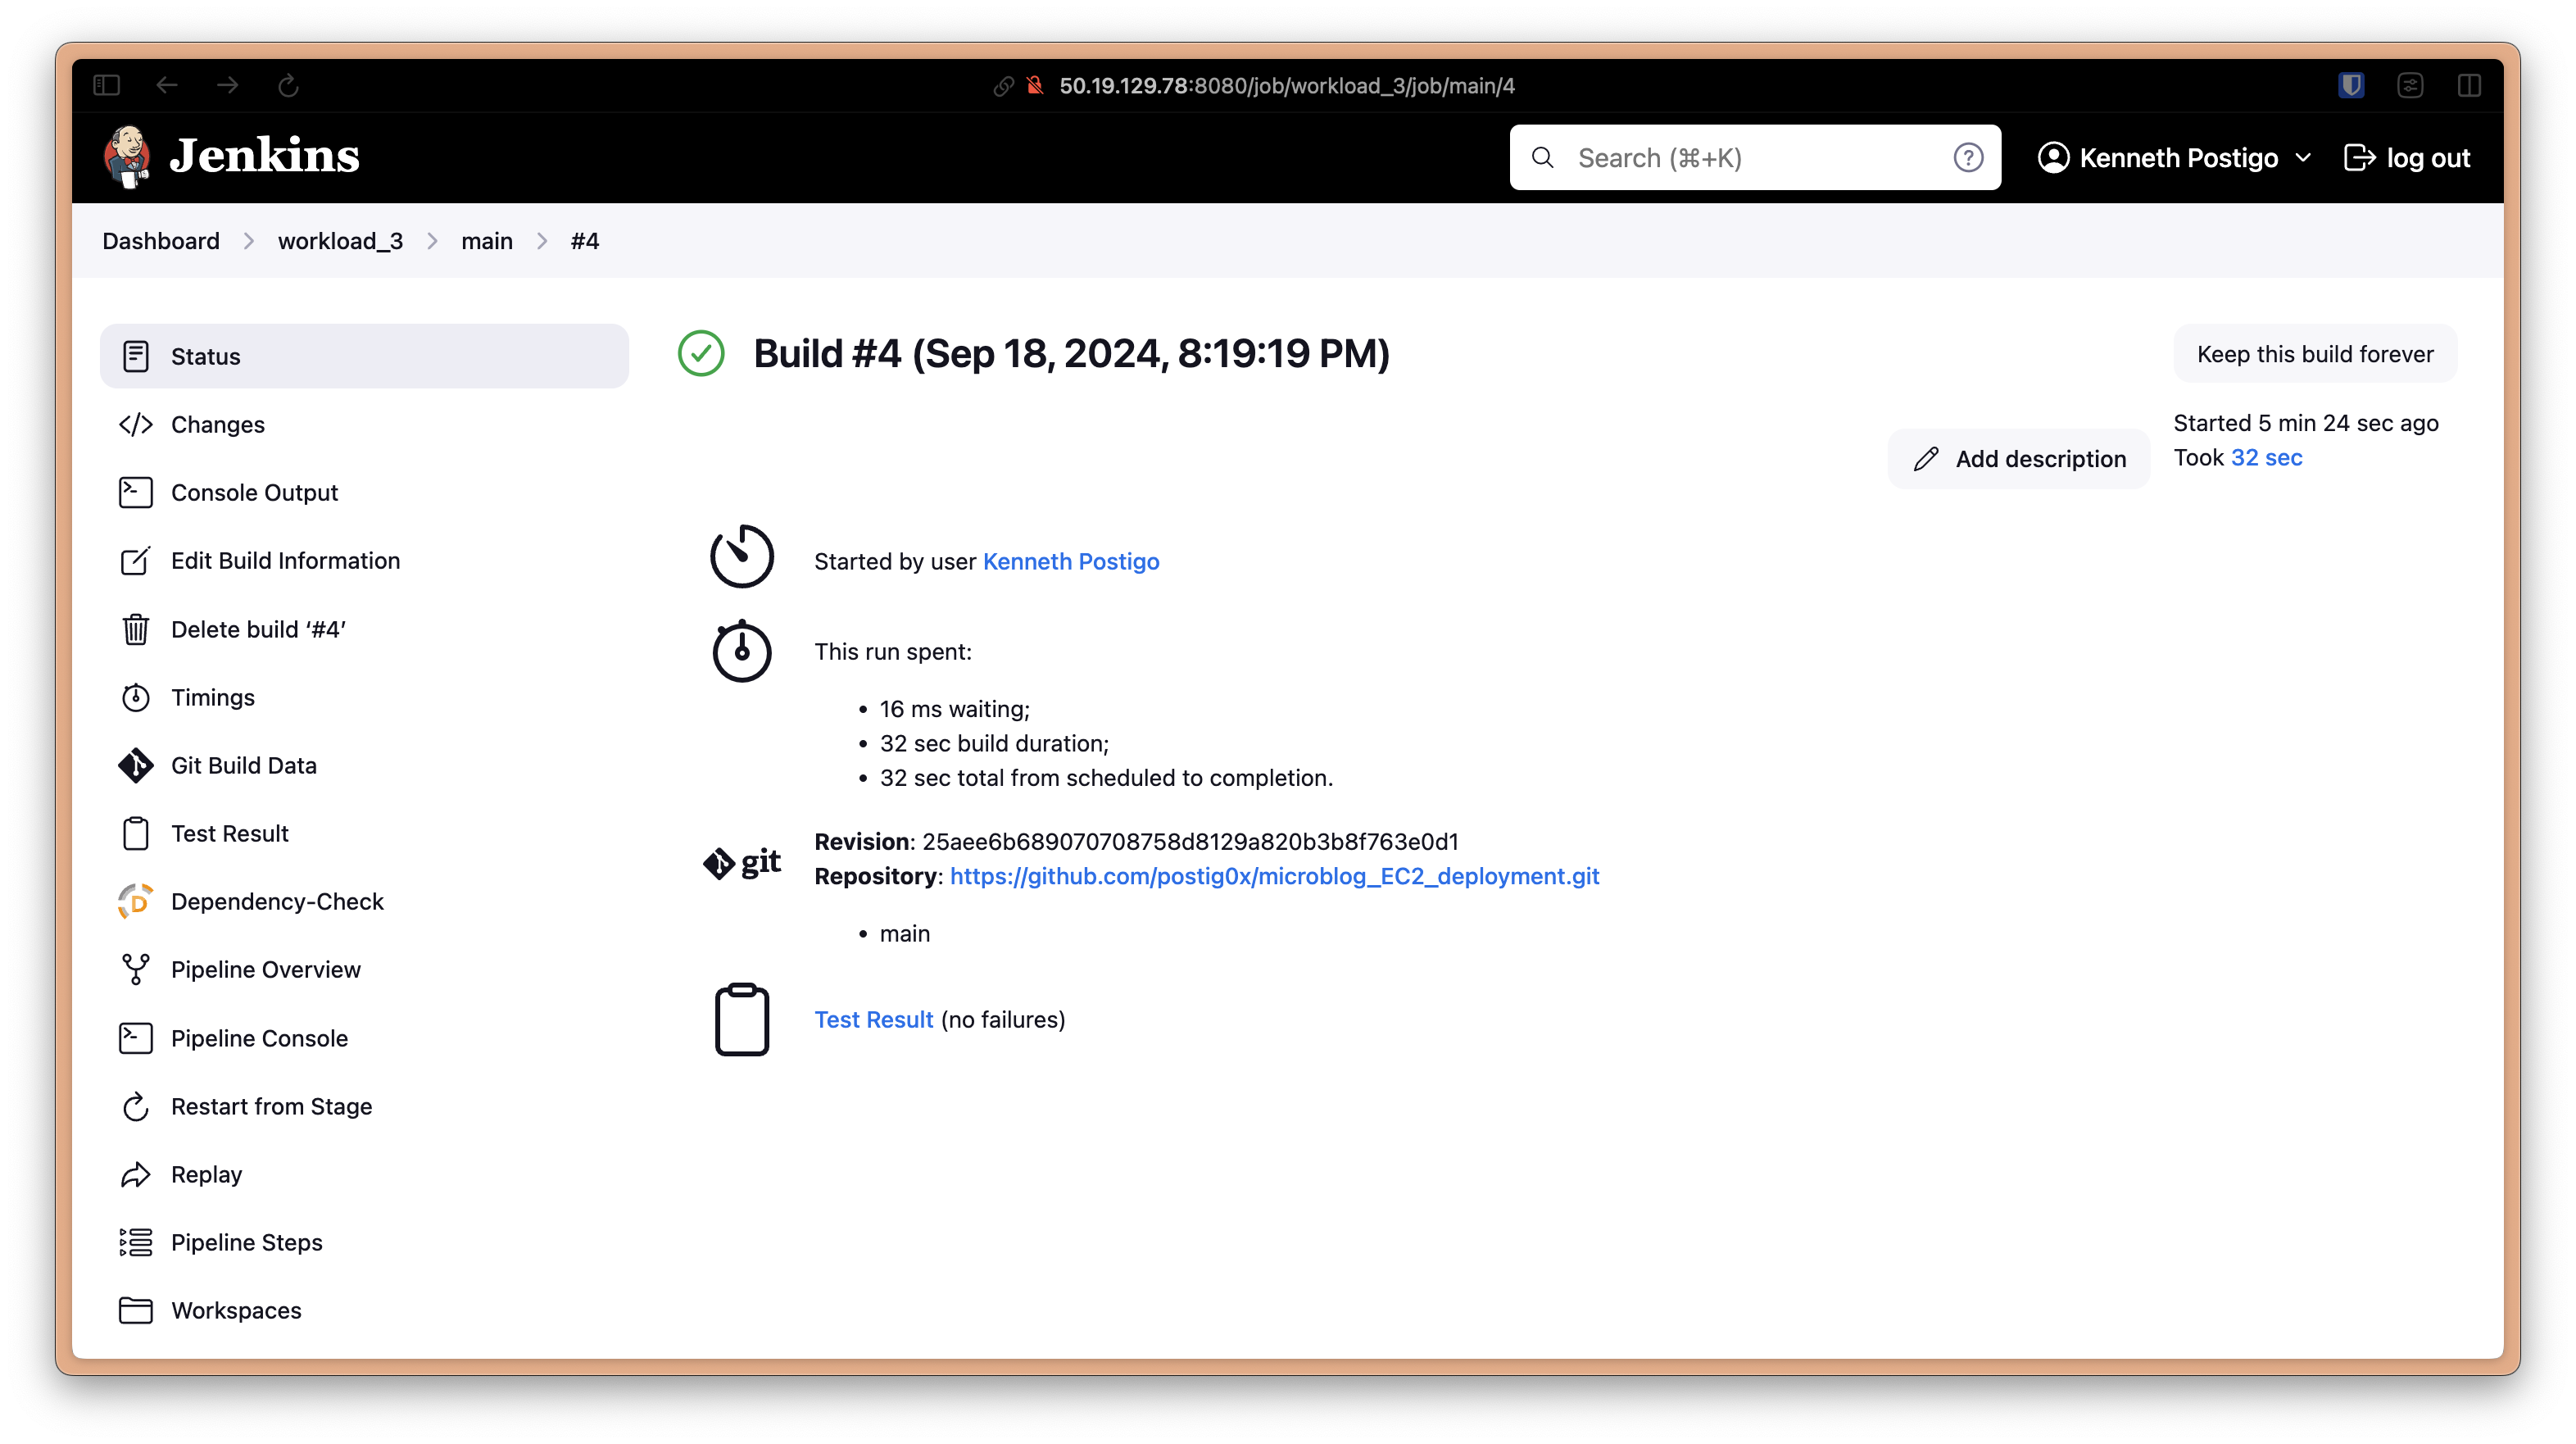 50.19.129.78:8080/job/workload_3/job/main/4
Jenkins
Search (⌘+K)
Kenneth Postigo
log out
Dashboard
workload_3
main
#4
Status
Changes
Console Output
Edit Build Information
Delete build ‘#4’
Timings
Git Build Data
Test Result
Dependency-Check
Pipeline Overview
Pipeline Console
Restart from Stage
Replay
Pipeline Steps
Workspaces
Build #4 (Sep 18, 2024, 8:19:19 PM)
Keep this build forever
Add description
Started 5 min 24 sec ago
Took 32 sec
Started by user Kenneth Postigo
This run spent:
• 16 ms waiting;
• 32 sec build duration;
• 32 sec total from scheduled to completion.
git
Revision: 25aee6b689070708758d8129a820b3b8f763e0d1
Repository: https://github.com/postig0x/microblog_EC2_deployment.git
• main
Test Result (no failures)